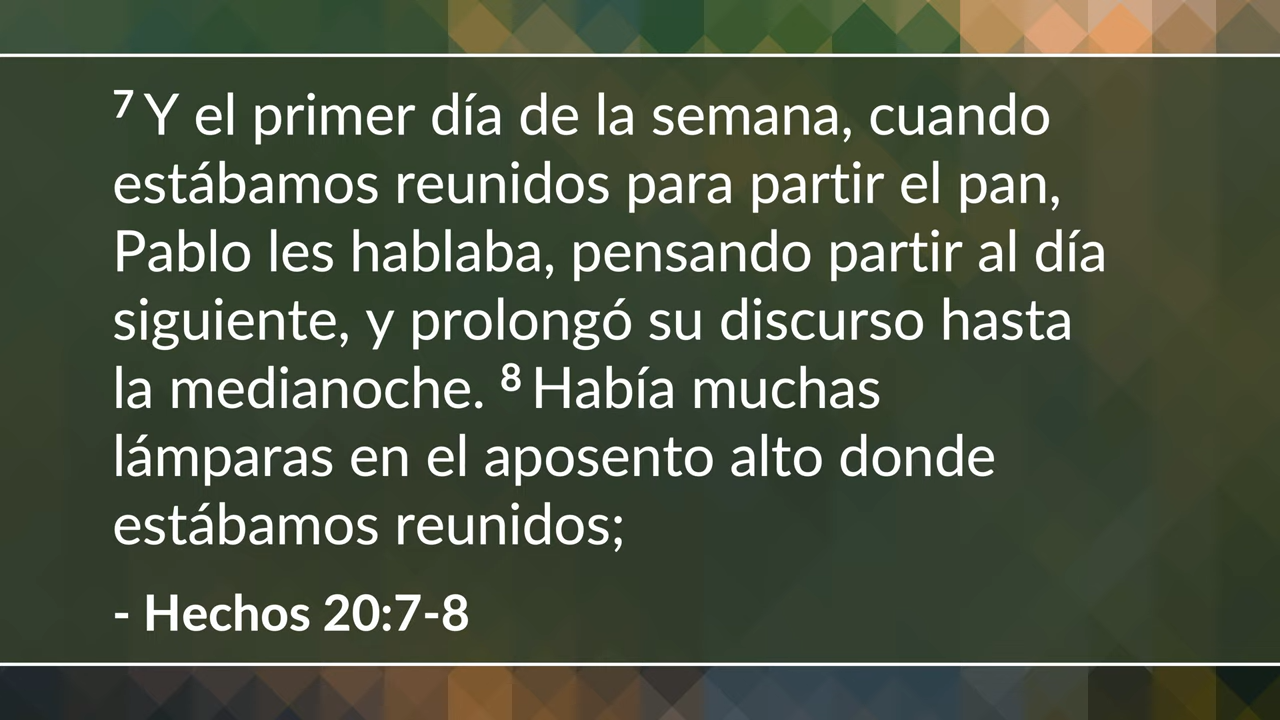 7 Y el primer día de la semana, cuando
estábamos reunidos para partir el pan,
Pablo les hablaba, pensando partir al día
siguiente, y prolongó su discurso hasta
la medianoche. 8 Había muchas
lámparas en el aposento alto donde
estábamos reunidos;
- Hechos 20:7-8